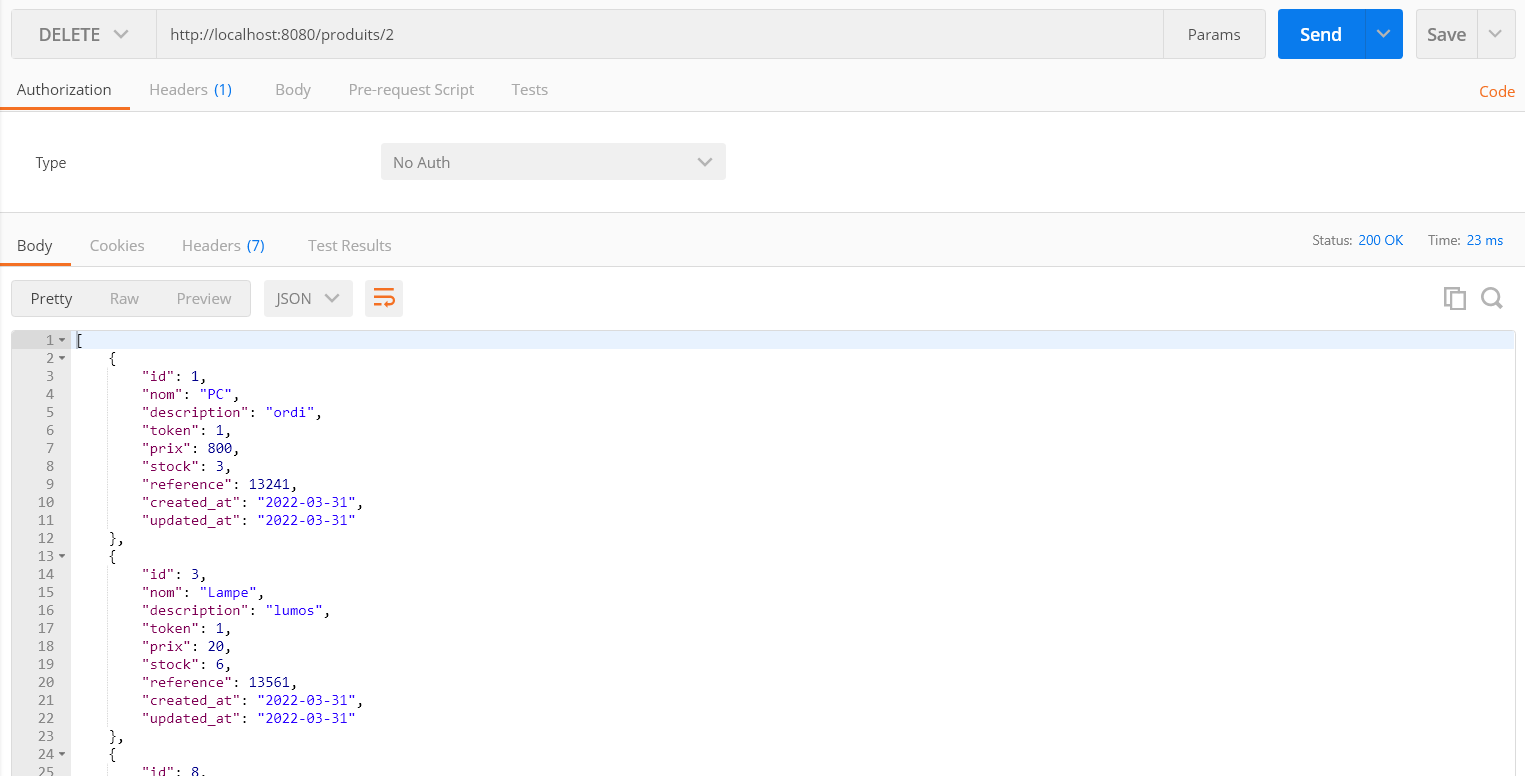 DELETE http://localhost:8080/produits/2 Params Send Save
Authorization Headers (1) Body Pre-request Script Tests Code
Type No Auth
Body Cookies Headers (7) Test Results Status: 200 OK Time: 23 ms
Pretty Raw Preview JSON
1 [
2 {
3 "id": 1,
4 "nom": "PC",
5 "description": "ordi",
6 "token": 1,
7 "prix": 800,
8 "stock": 3,
9 "reference": 13241,
10 "created_at": "2022-03-31",
11 "updated_at": "2022-03-31"
12 },
13 {
14 "id": 3,
15 "nom": "Lampe",
16 "description": "lumos",
17 "token": 1,
18 "prix": 20,
19 "stock": 6,
20 "reference": 13561,
21 "created_at": "2022-03-31",
22 "updated_at": "2022-03-31"
23 },
24 {
25 "id": 8,